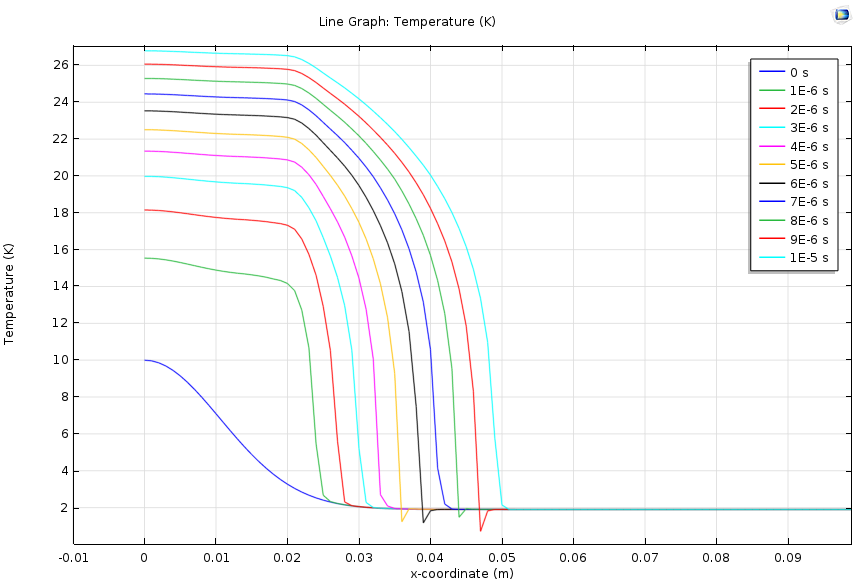 Line Graph: Temperature (K)
Temperature (K)
26
24
22
20
18
16
14
12
10
8
6
4
2
0 s
1E-6 s
2E-6 s
3E-6 s
4E-6 s
5E-6 s
6E-6 s
7E-6 s
8E-6 s
9E-6 s
1E-5 s
-0.01 0 0.01 0.02 0.03 0.04 0.05 0.06 0.07 0.08 0.09
x-coordinate (m)